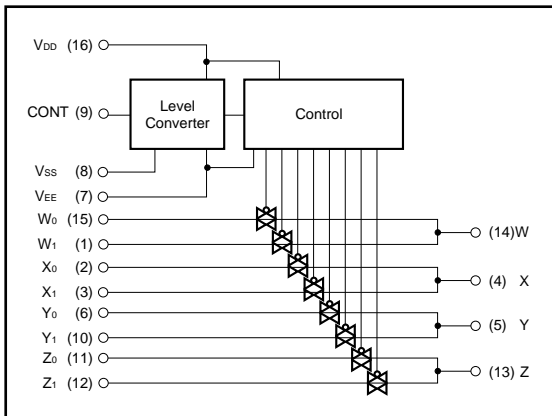 VDD (16)
CONT (9)
Level
Converter
Control
VSS (8)
VEE (7)
W0 (15)
W1 (1)
(14)W
X0 (2)
X1 (3)
(4) X
Y0 (6)
Y1 (10)
(5) Y
Z0 (11)
Z1 (12)
(13) Z